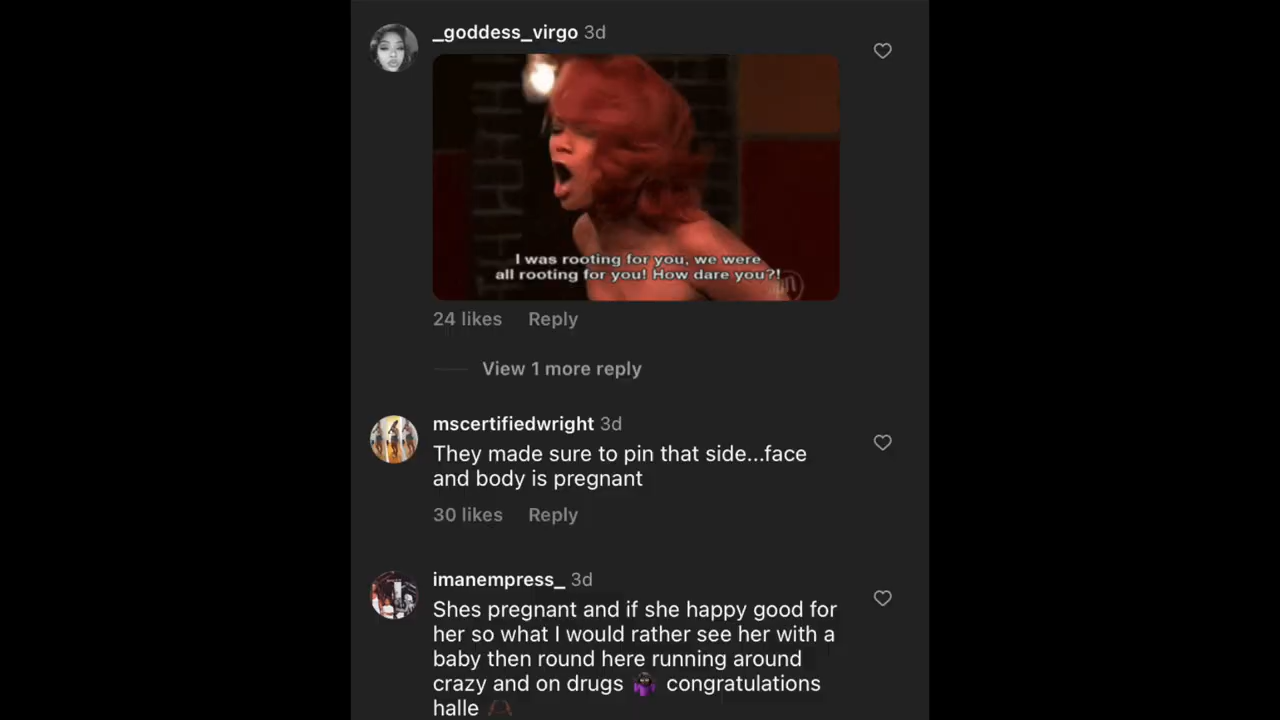 _goddess_virgo 3d
I was rooting for you, we were
all rooting for you! How dare you?!
24 likes Reply
View 1 more reply
mscertifiedwright 3d
They made sure to pin that side...face
and body is pregnant
30 likes Reply
imanempress_ 3d
Shes pregnant and if she happy good for
her so what I would rather see her with a
baby then round here running around
crazy and on drugs 🤷🏿‍♀️ congratulations
halle 🫶🏿